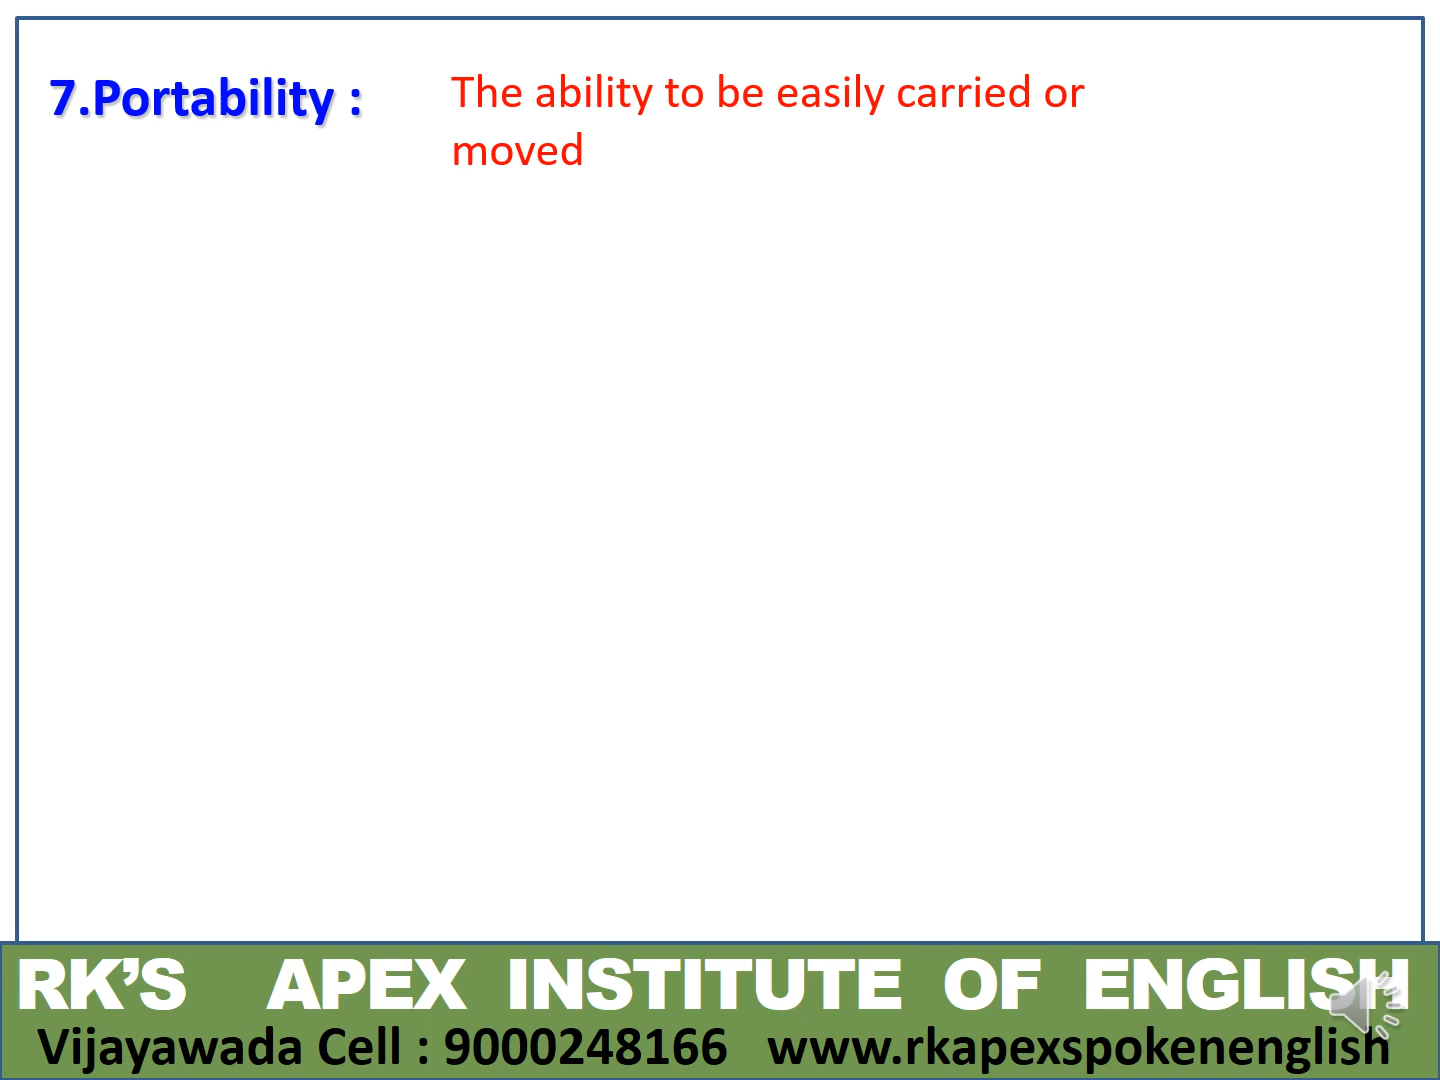 7.Portability :
The ability to be easily carried or
moved
RK’S APEX INSTITUTE OF ENGLISH
Vijayawada Cell : 9000248166 www.rkapexspokenenglish